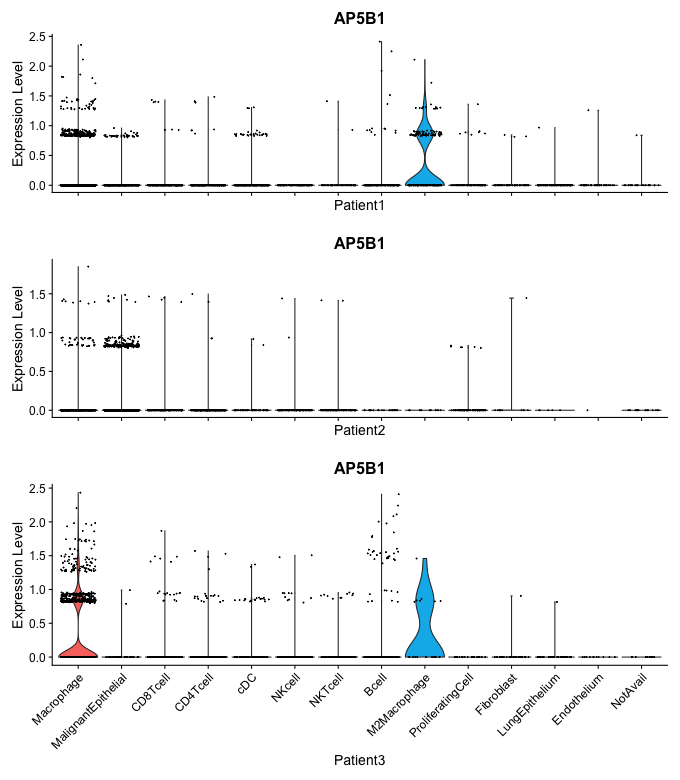 AP5B1
Expression Level
2.5
2.0
1.5
1.0
0.5
0.0
Patient1
AP5B1
Expression Level
1.5
1.0
0.5
0.0
Patient2
AP5B1
Expression Level
2.5
2.0
1.5
1.0
0.5
0.0
Macrophage
MalignantEpithelial
CD8Tcell
CD4Tcell
cDC
NKcell
NKTcell
Bcell
M2Macrophage
ProliferatingCell
Fibroblast
LungEpithelium
Endothelium
NotAvail
Patient3